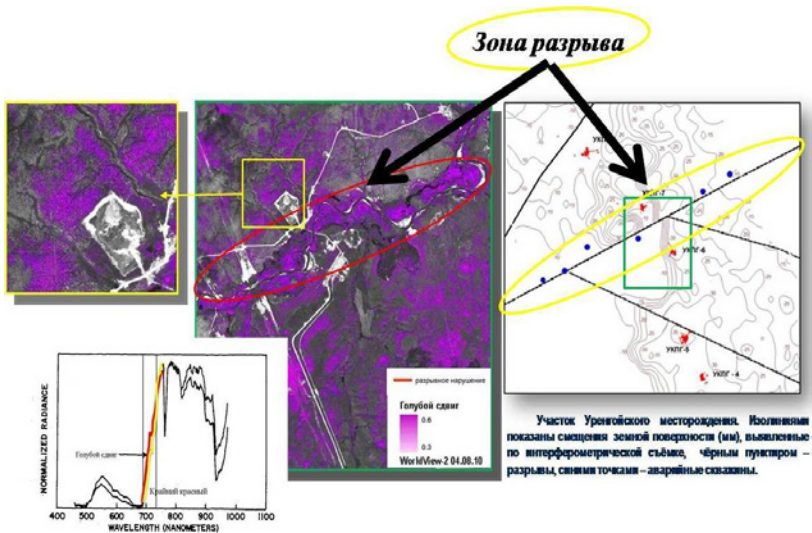 Зона разрыва
УКПГ-7
УКПГ-6
УКПГ-5
УКПГ - 4
разрывное нарушение
Голубой сдвиг
0.6
0.3
WorldView-2 04.08.10
NORMALIZED RADIANCE
Голубой сдвиг
Крайний красный
400 500 600 700 800 900 1000 1100
WAVELENGTH (NANOMETERS)
Участок Уренгойского месторождения. Изолиниями
показаны смещения земной поверхности (мм), выявленные
по интерферометрической съёмке, чёрным пунктиром –
разрывы, синими точками – аварийные скважины.